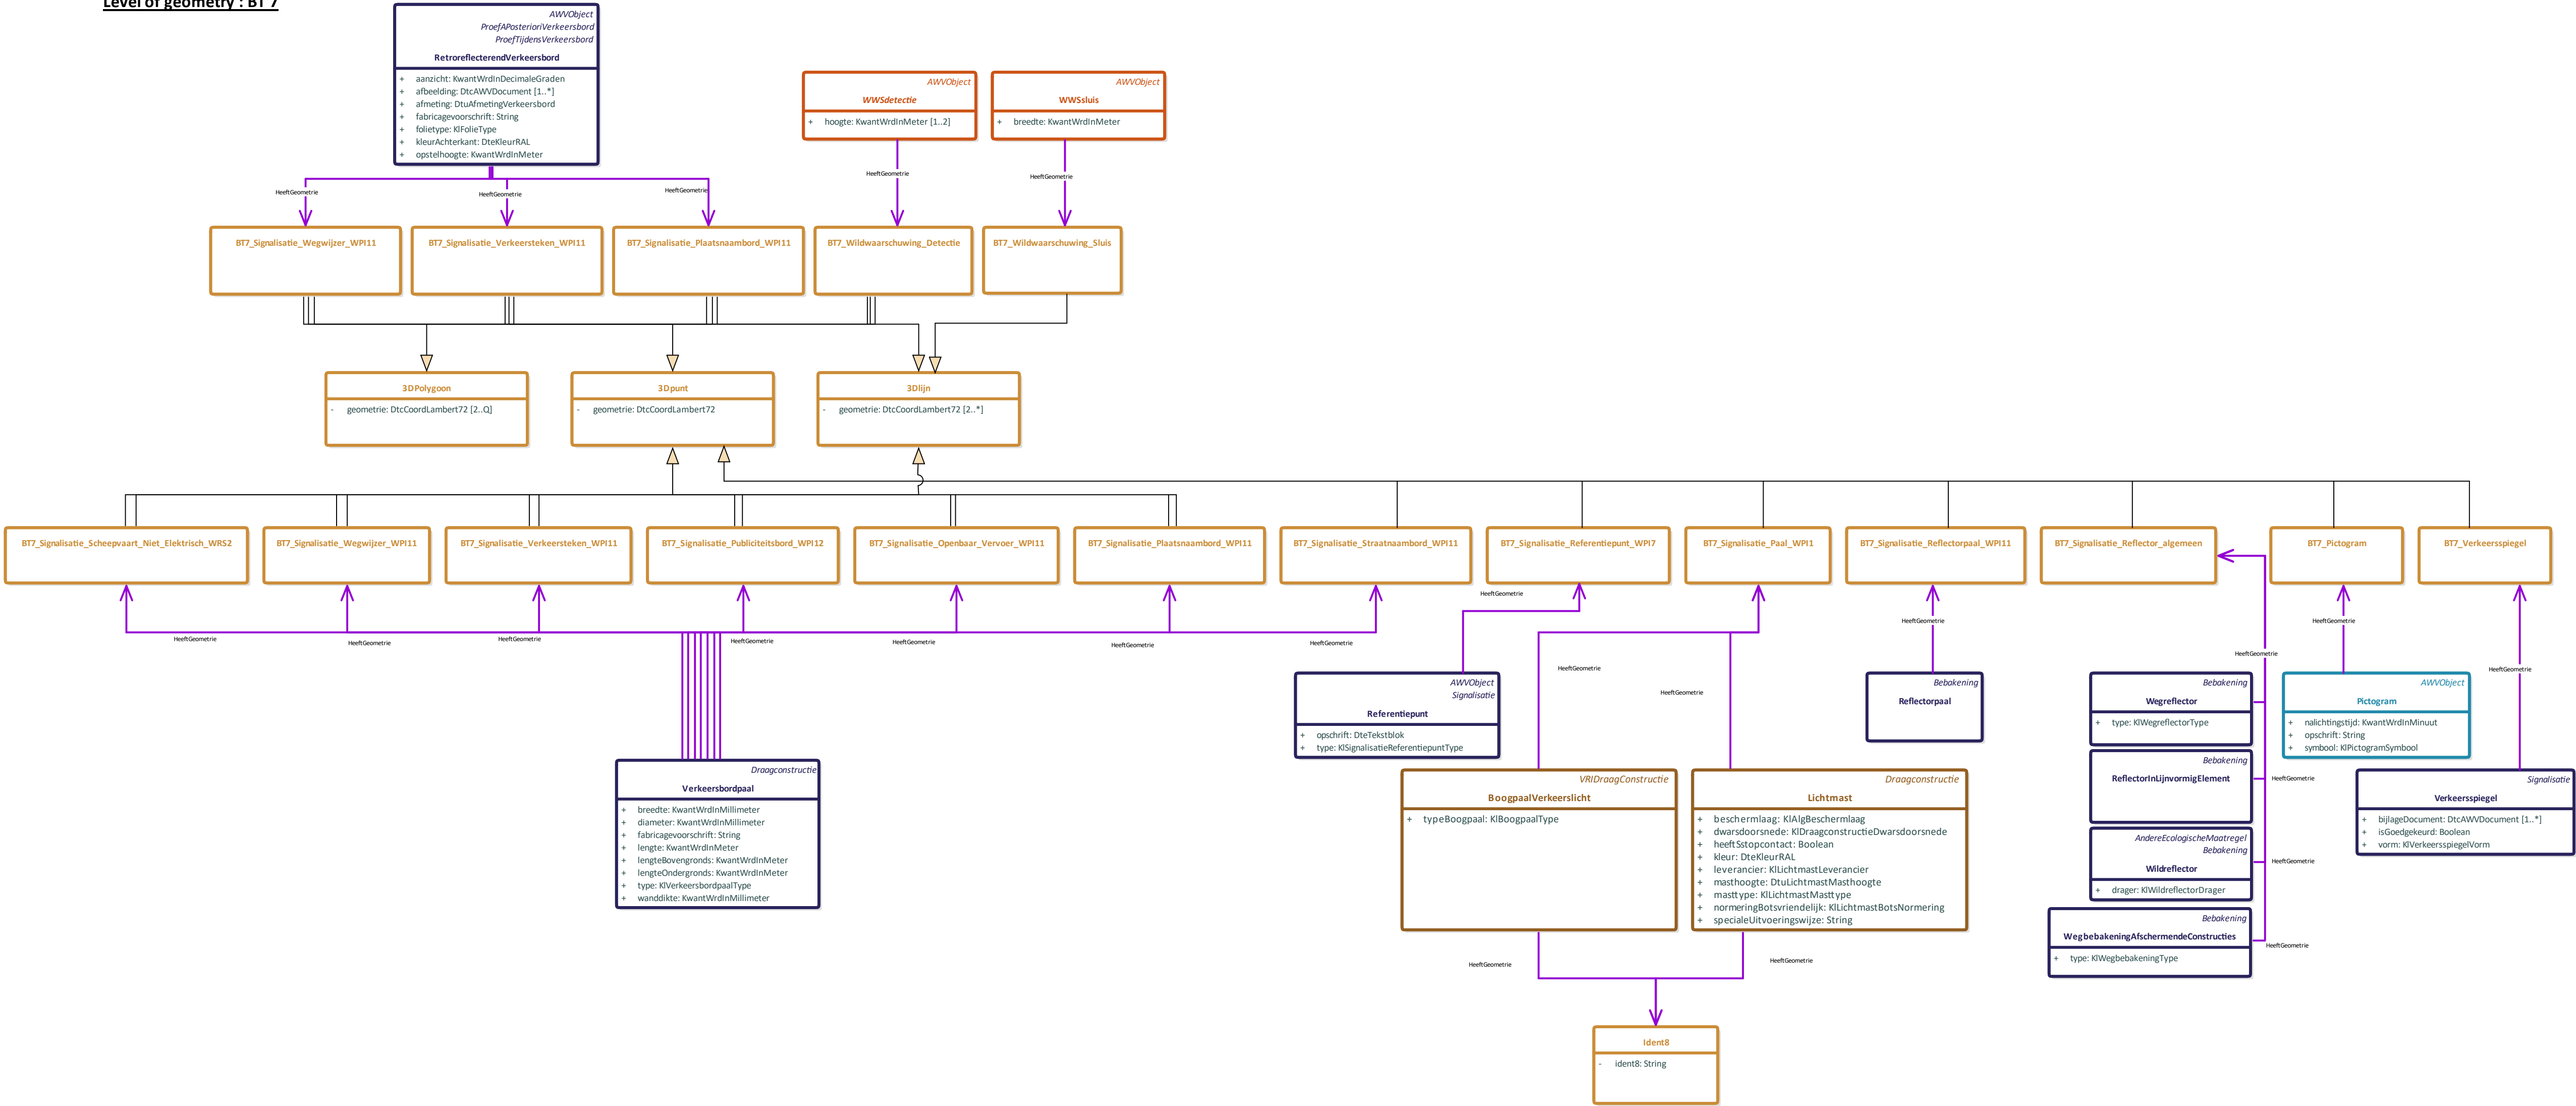 Level of geometry : BT 7
AWVObject
ProefAPosterioriVerkeersbord
ProefTijdensVerkeersbord
RetroreflecterendVerkeersbord
+ aanzicht: KwantWrdInDecimaleGraden
+ afbeelding: DtcAWVDocument [1..*]
+ afmeting: DtuAfmetingVerkeersbord
+ fabricagevoorschrift: String
+ folietype: KlFolieType
+ kleurAchterkant: DteKleurRAL
+ opstelhoogte: KwantWrdInMeter
AWVObject
WWSdetectie
+ hoogte: KwantWrdInMeter [1..2]
AWVObject
WWSsluis
+ breedte: KwantWrdInMeter
HeeftGeometrie
HeeftGeometrie
HeeftGeometrie
HeeftGeometrie
HeeftGeometrie
BT7_Signalisatie_Wegwijzer_WPI11
BT7_Signalisatie_Verkeersteken_WPI11
BT7_Signalisatie_Plaatsnaambord_WPI11
BT7_Wildwaarschuwing_Detectie
BT7_Wildwaarschuwing_Sluis
3DPolygoon
- geometrie: DtcCoordLambert72 [2..Q]
3Dpunt
- geometrie: DtcCoordLambert72
3Dlijn
- geometrie: DtcCoordLambert72 [2..*]
BT7_Signalisatie_Scheepvaart_Niet_Elektrisch_WRS2
BT7_Signalisatie_Wegwijzer_WPI11
BT7_Signalisatie_Verkeersteken_WPI11
BT7_Signalisatie_Publiciteitsbord_WPI12
BT7_Signalisatie_Openbaar_Vervoer_WPI11
BT7_Signalisatie_Plaatsnaambord_WPI11
BT7_Signalisatie_Straatnaambord_WPI11
BT7_Signalisatie_Referentiepunt_WPI7
BT7_Signalisatie_Paal_WPI1
BT7_Signalisatie_Reflectorpaal_WPI11
BT7_Signalisatie_Reflector_algemeen
BT7_Pictogram
BT7_Verkeersspiegel
HeeftGeometrie
HeeftGeometrie
HeeftGeometrie
HeeftGeometrie
HeeftGeometrie
HeeftGeometrie
HeeftGeometrie
HeeftGeometrie
HeeftGeometrie
HeeftGeometrie
HeeftGeometrie
HeeftGeometrie
HeeftGeometrie
HeeftGeometrie
AWVObject
Signalisatie
Referentiepunt
+ opschrift: DteTekstblok
+ type: KlSignalisatieReferentiepuntType
Bebakening
Reflectorpaal
Bebakening
Wegreflector
+ type: KlWegreflectorType
AWVObject
Pictogram
+ nalichtingstijd: KwantWrdInMinuut
+ opschrift: String
+ symbool: KlPictogramSymbool
Draagconstructie
Verkeersbordpaal
+ breedte: KwantWrdInMillimeter
+ diameter: KwantWrdInMillimeter
+ fabricagevoorschrift: String
+ lengte: KwantWrdInMeter
+ lengteBovengronds: KwantWrdInMeter
+ lengteOndergronds: KwantWrdInMeter
+ type: KlVerkeersbordpaalType
+ wanddikte: KwantWrdInMillimeter
VRIDraagConstructie
BoogpaalVerkeerslicht
+ typeBoogpaal: KlBoogpaalType
Draagconstructie
Lichtmast
+ beschermlaag: KlAlgBeschermlaag
+ dwarsdoorsnede: KlDraagconstructieDwarsdoorsnede
+ heeftSstopcontact: Boolean
+ kleur: DteKleurRAL
+ leverancier: KlLichtmastLeverancier
+ masthoogte: DtuLichtmastMasthoogte
+ masttype: KlLichtmastMasttype
+ normeringBotsvriendelijk: KlLichtmastBotsNormering
+ specialeUitvoeringswijze: String
Bebakening
ReflectorInLijnvormigElement
HeeftGeometrie
Signalisatie
Verkeersspiegel
+ bijlageDocument: DtcAWVDocument [1..*]
+ isGoedgekeurd: Boolean
+ vorm: KlVerkeersspiegelVorm
AndereEcologischeMaatregel
Bebakening
Wildreflector
+ drager: KlWildreflectorDrager
HeeftGeometrie
Bebakening
WegbebakeningAfschermendeConstructies
+ type: KlWegbebakeningType
HeeftGeometrie
HeeftGeometrie
HeeftGeometrie
Ident8
- ident8: String